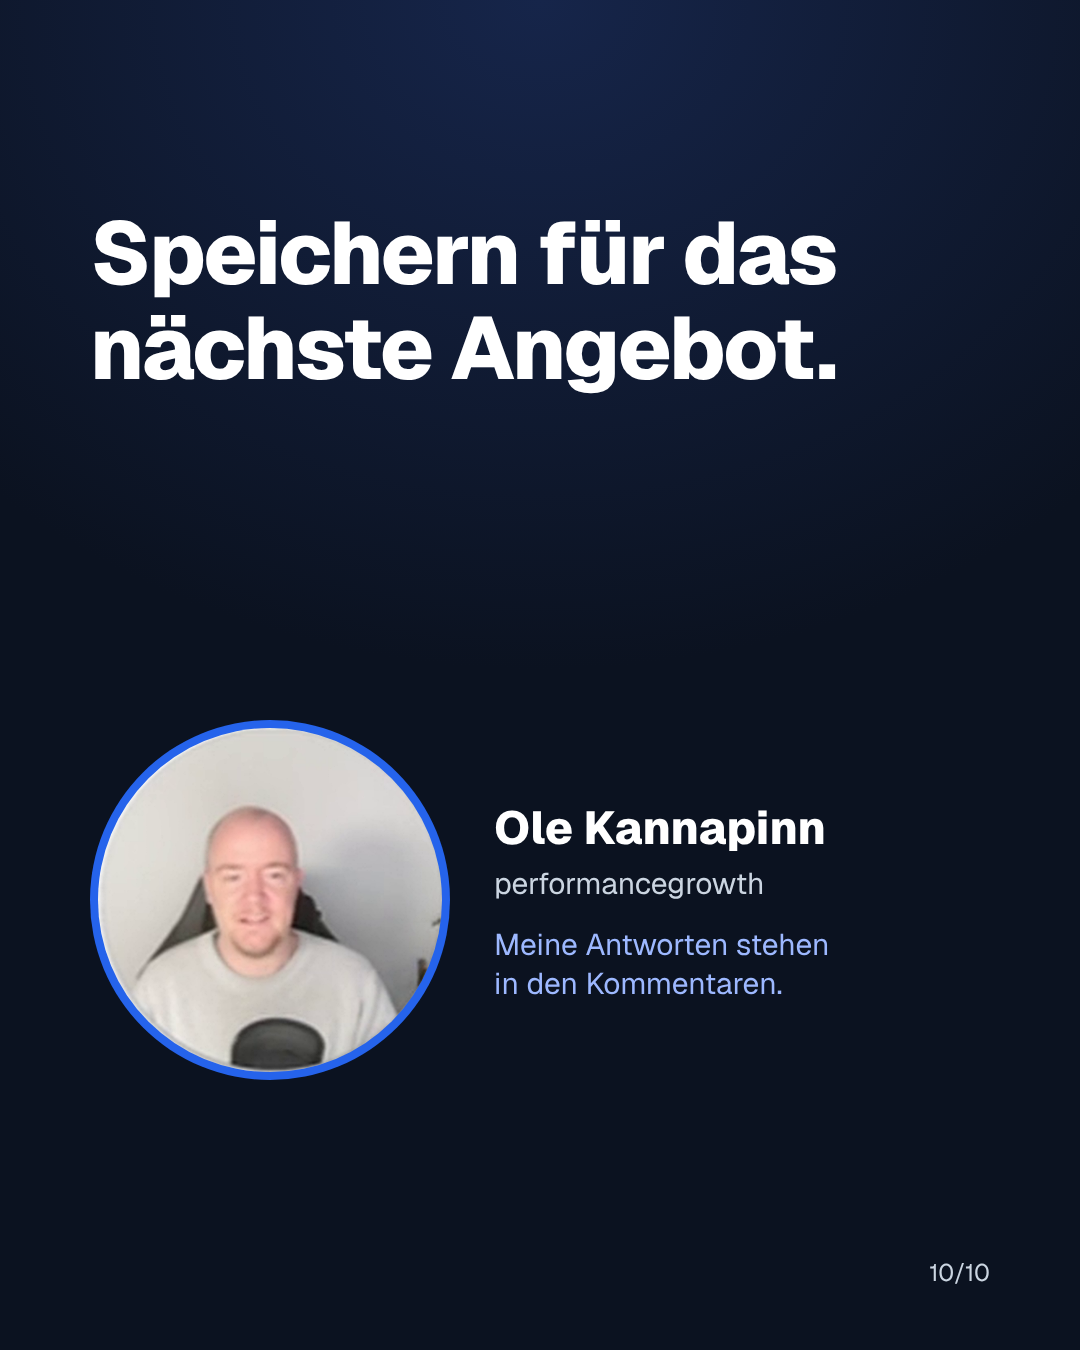 Speichern für das
nächste Angebot.
Ole Kannapinn
performancegrowth
Meine Antworten stehen
in den Kommentaren.
10/10